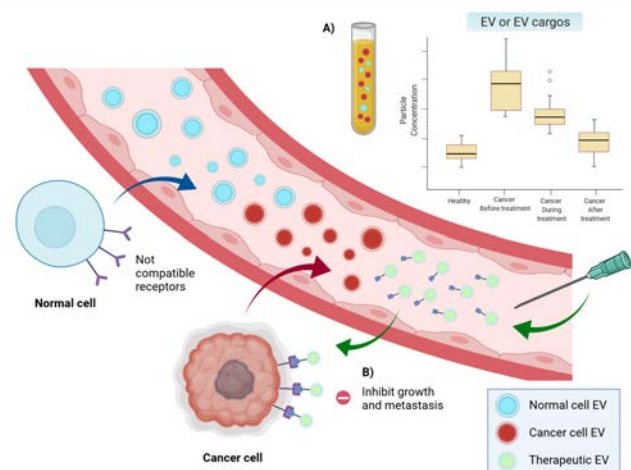 A)
EV or EV cargos
Particle
Concentration
Healthy
Cancer
Before treatment
Cancer
During
treatment
Cancer
After
treatment
Not
compatible
receptors
Normal cell
B)
Inhibit growth
and metastasis
Cancer cell
Normal cell EV
Cancer cell EV
Therapeutic EV